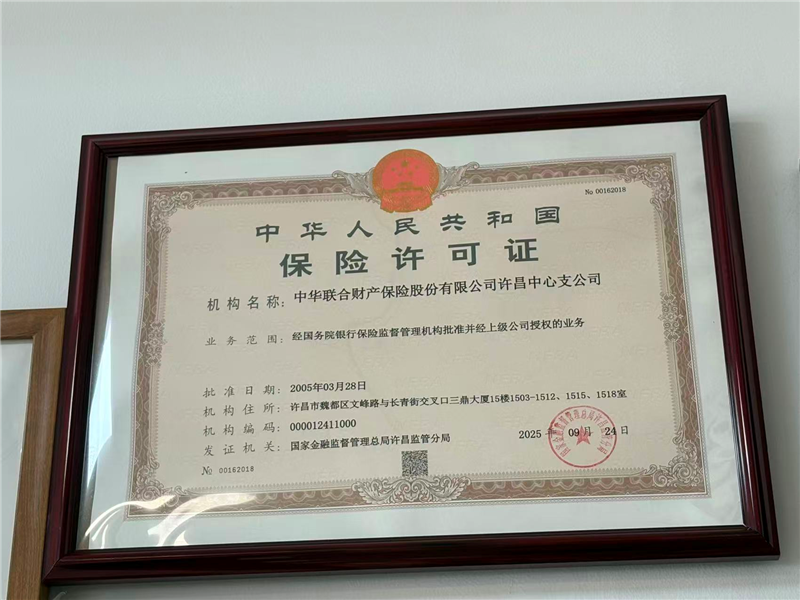 No 00162018
中华人民共和国
保险许可证
机构名称：中华联合财产保险股份有限公司许昌中心支公司
业务范围：经国务院银行保险监督管理机构批准并经上级公司授权的业务
批准日期：2005年03月28日
机构住所：许昌市魏都区文峰路与长青街交叉口三鼎大厦15楼1503-1512、1515、1518室
机构编码：000012411000
发证机关：国家金融监督管理总局许昌监管分局
2025年09月24日
№ 00162018